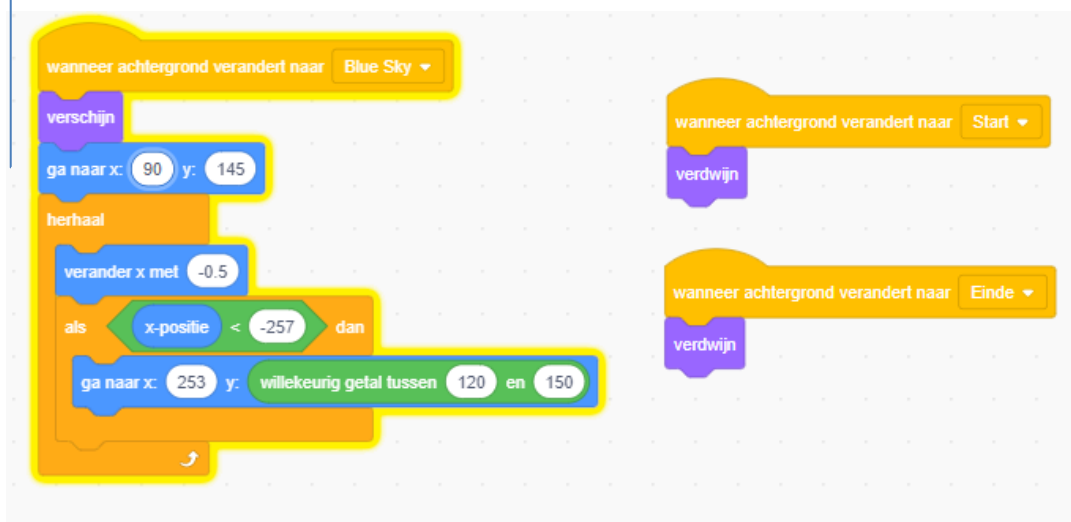 wanneer achtergrond verandert naar Blue Sky
verschijn
ga naar x: 90 y: 145
herhaal
verander x met -0.5
als x-positie < -257 dan
ga naar x: 253 y: willekeurig getal tussen 120 en 150
wanneer achtergrond verandert naar Start
verdwijn
wanneer achtergrond verandert naar Einde
verdwijn